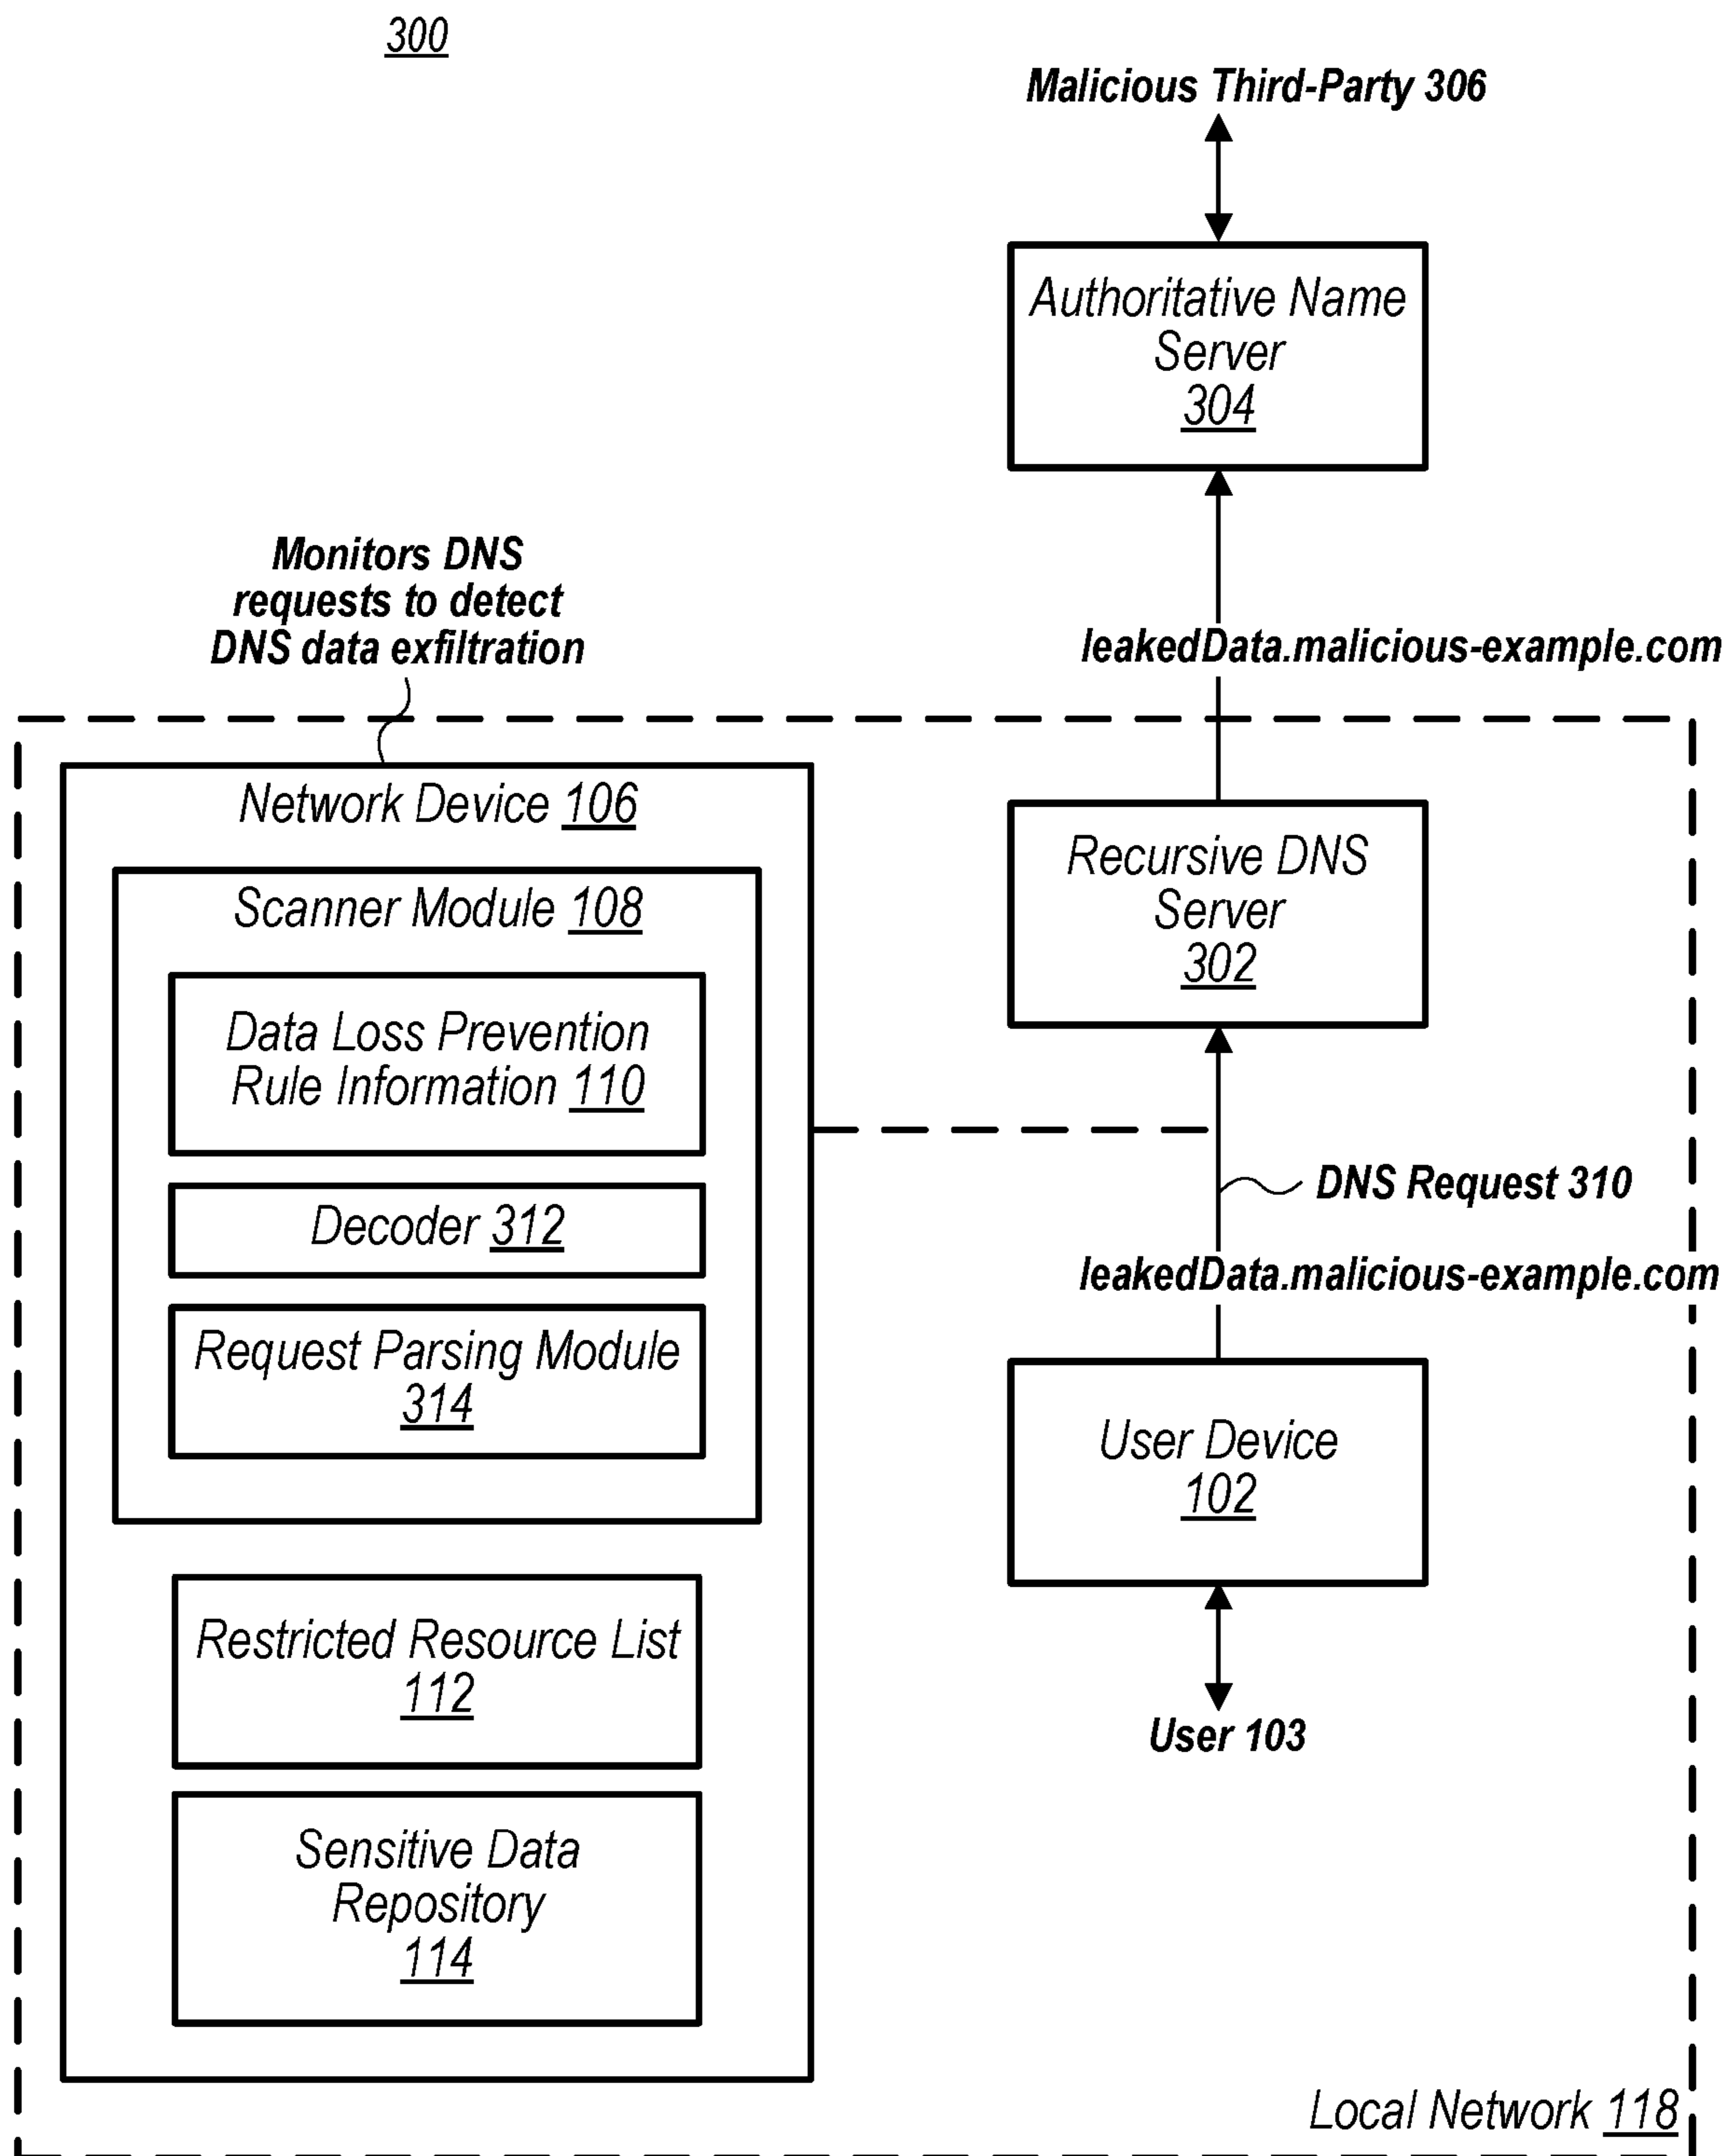 300
Malicious Third-Party 306
Authoritative Name
Server
304
Monitors DNS
requests to detect
DNS data exfiltration
leakedData.malicious-example.com
Network Device 106
Scanner Module 108
Data Loss Prevention
Rule Information 110
Decoder 312
Request Parsing Module
314
Restricted Resource List
112
Sensitive Data
Repository
114
Recursive DNS
Server
302
DNS Request 310
leakedData.malicious-example.com
User Device
102
User 103
Local Network 118